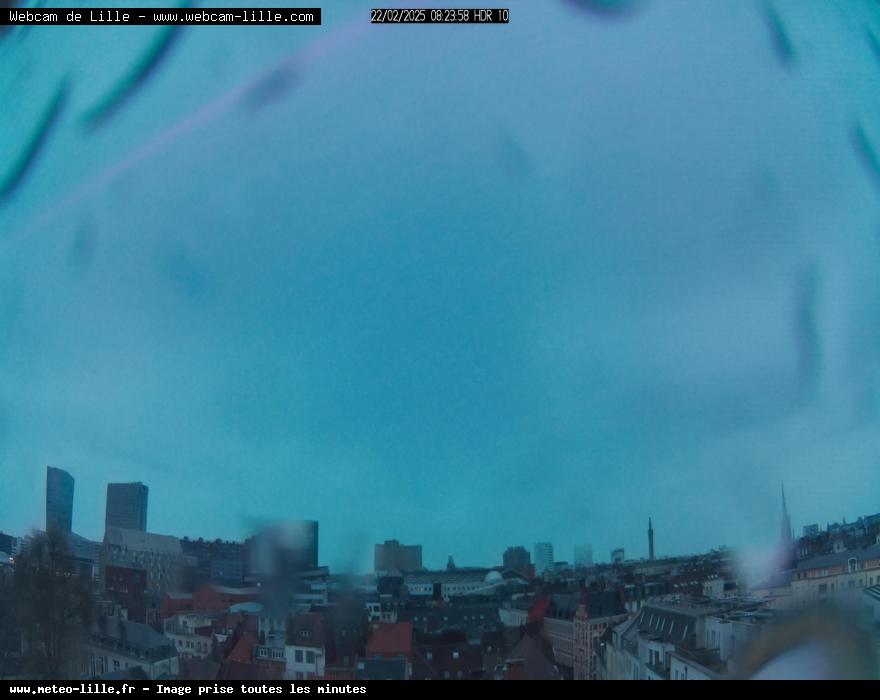 Webcam de Lille - www.webcam-lille.com
22/02/2025 08:23:58 HDR 10
www.meteo-lille.fr - Image prise toutes les minutes